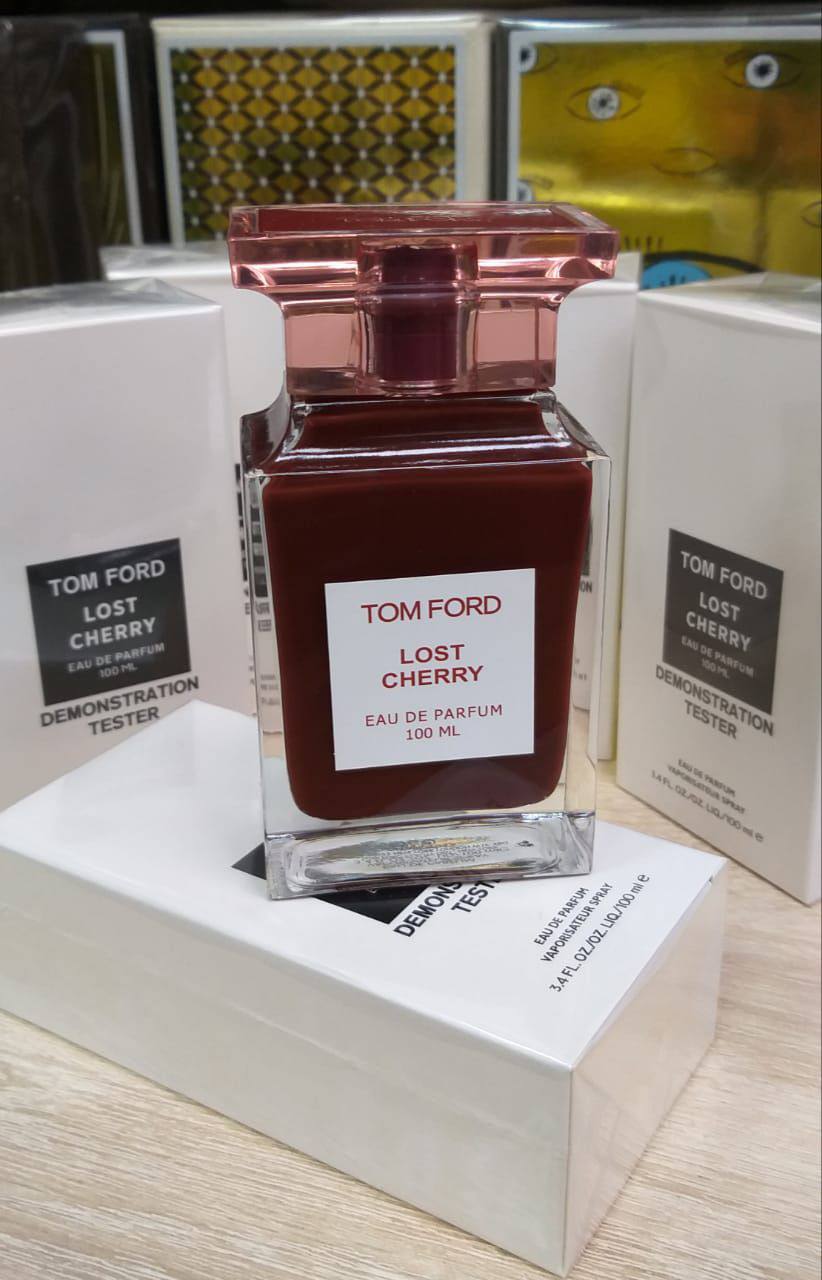 TOM FORD
LOST
CHERRY
EAU DE PARFUM
100 ML
TOM FORD
LOST
CHERRY
EAU DE PARFUM
100 ML
DEMONSTRATION
TESTER
TOM FORD
LOST
CHERRY
EAU DE PARFUM
100 ML
DEMONSTRATION
TESTER
EAU DE PARFUM
VAPORISATEUR SPRAY
3.4 FL. OZ/OZ. LIQ/100 ml e
EAU DE PARFUM
VAPORISATEUR SPRAY
3.4 FL. OZ/OZ. LIQ/100 ml e